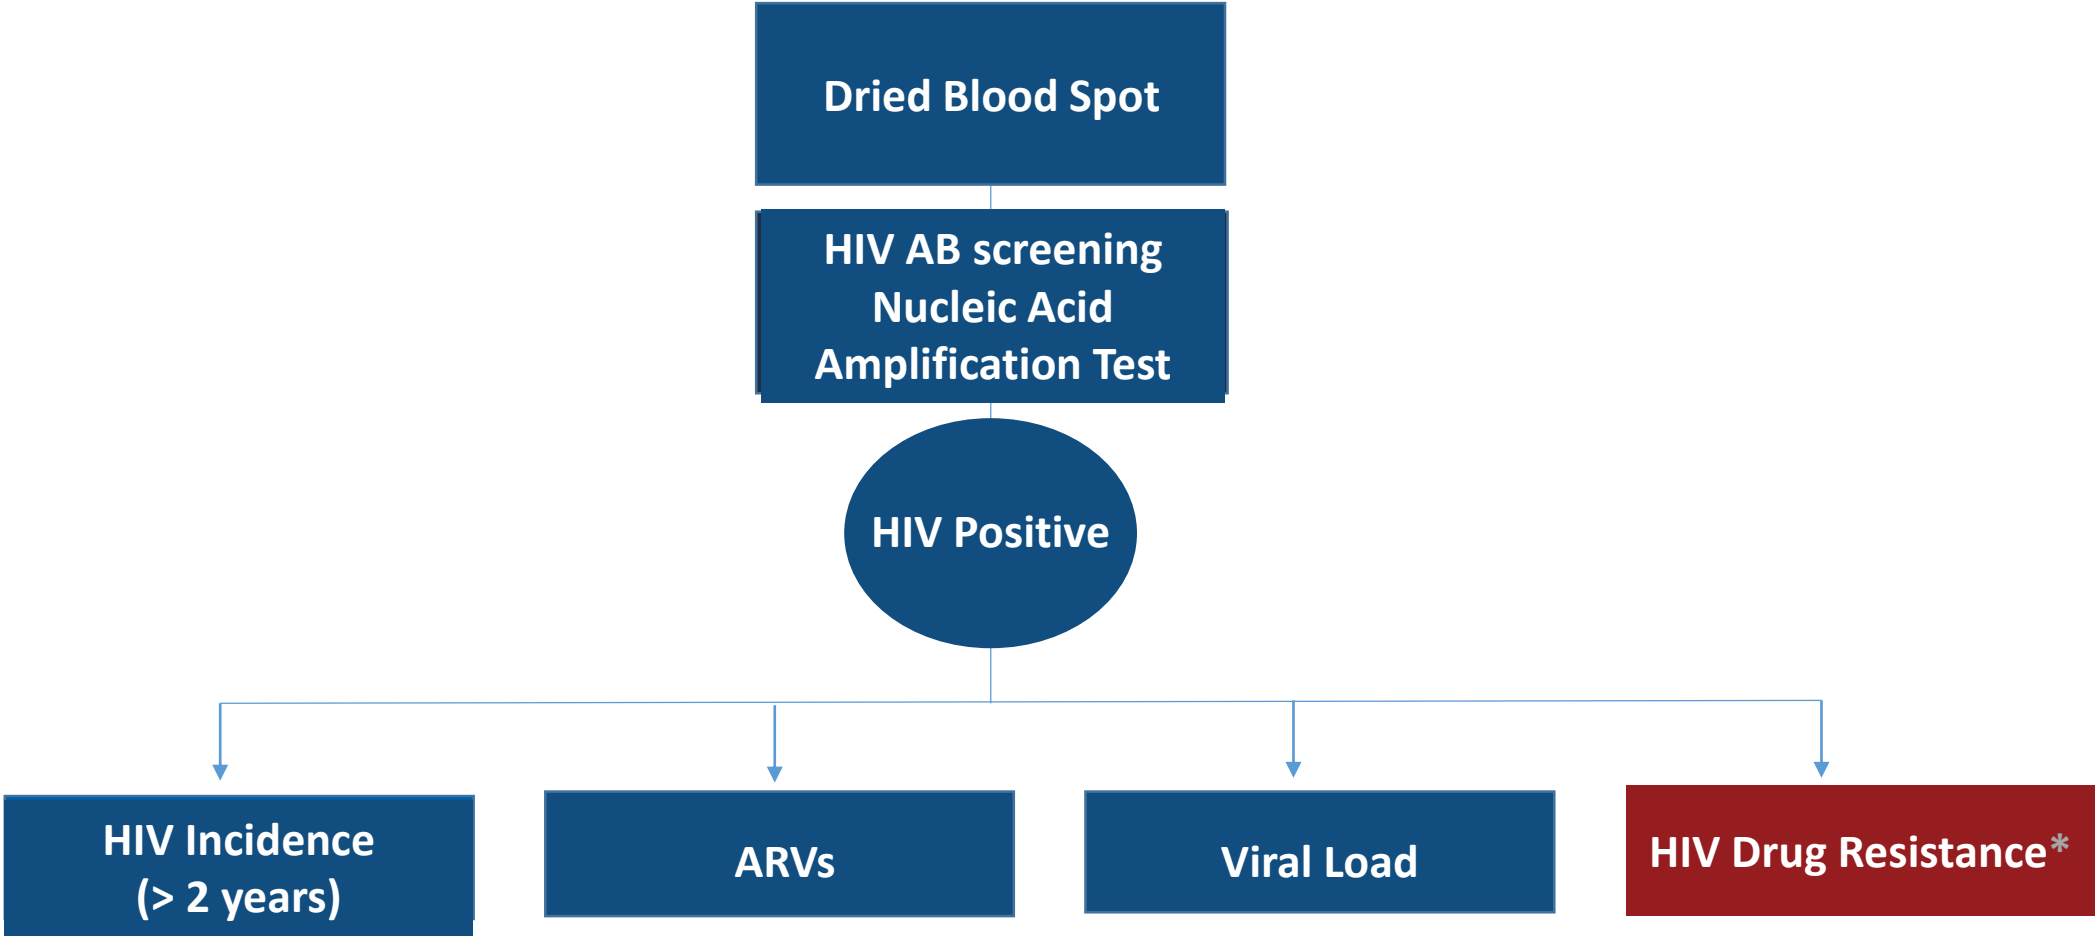 Dried Blood Spot
HIV AB screening
Nucleic Acid
Amplification Test
HIV Positive
HIV Incidence
(> 2 years)
ARVs
Viral Load
HIV Drug Resistance*